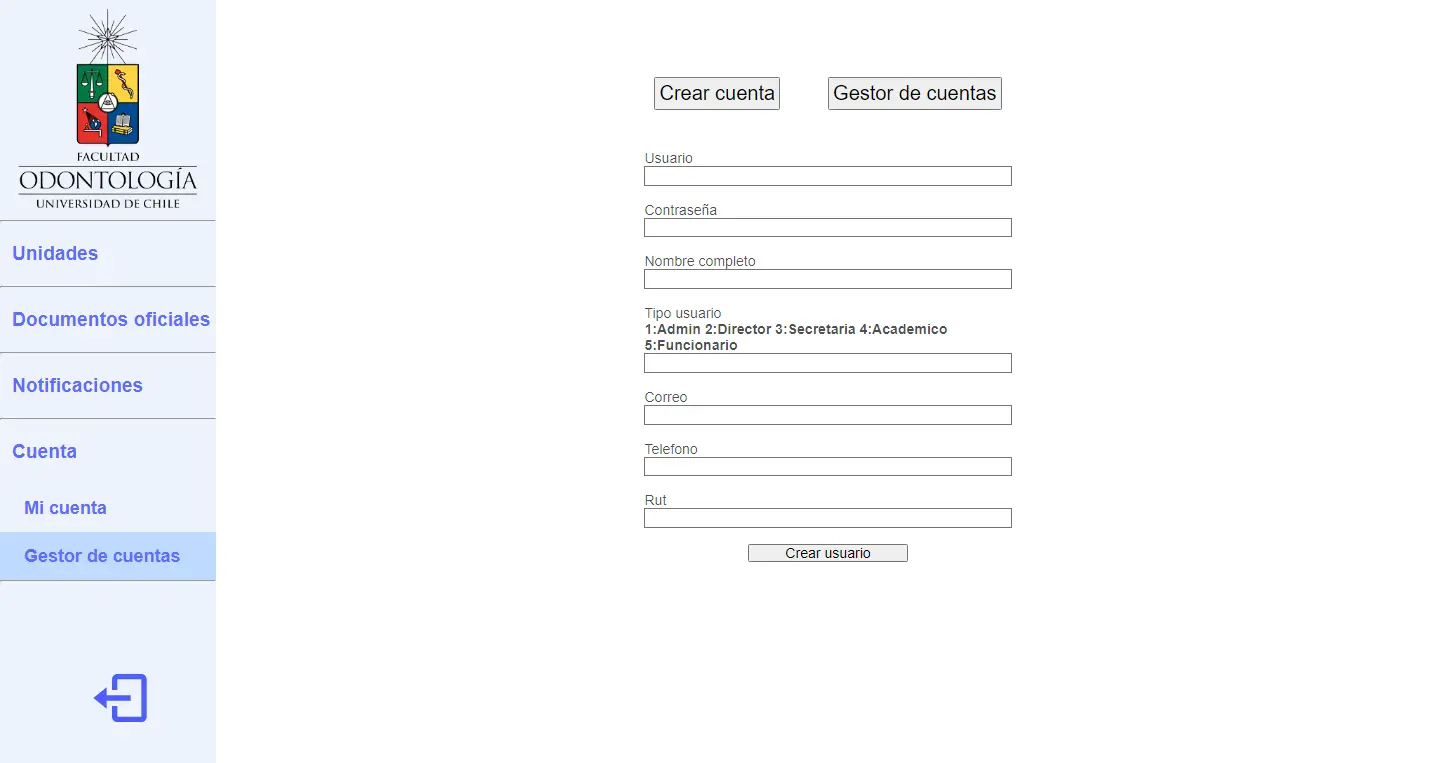 FACULTAD
ODONTOLOGÍA
UNIVERSIDAD DE CHILE
Unidades
Documentos oficiales
Notificaciones
Cuenta
Mi cuenta
Gestor de cuentas
Crear cuenta
Gestor de cuentas
Usuario
Contraseña
Nombre completo
Tipo usuario
1:Admin 2:Director 3:Secretaria 4:Academico
5:Funcionario
Correo
Telefono
Rut
Crear usuario